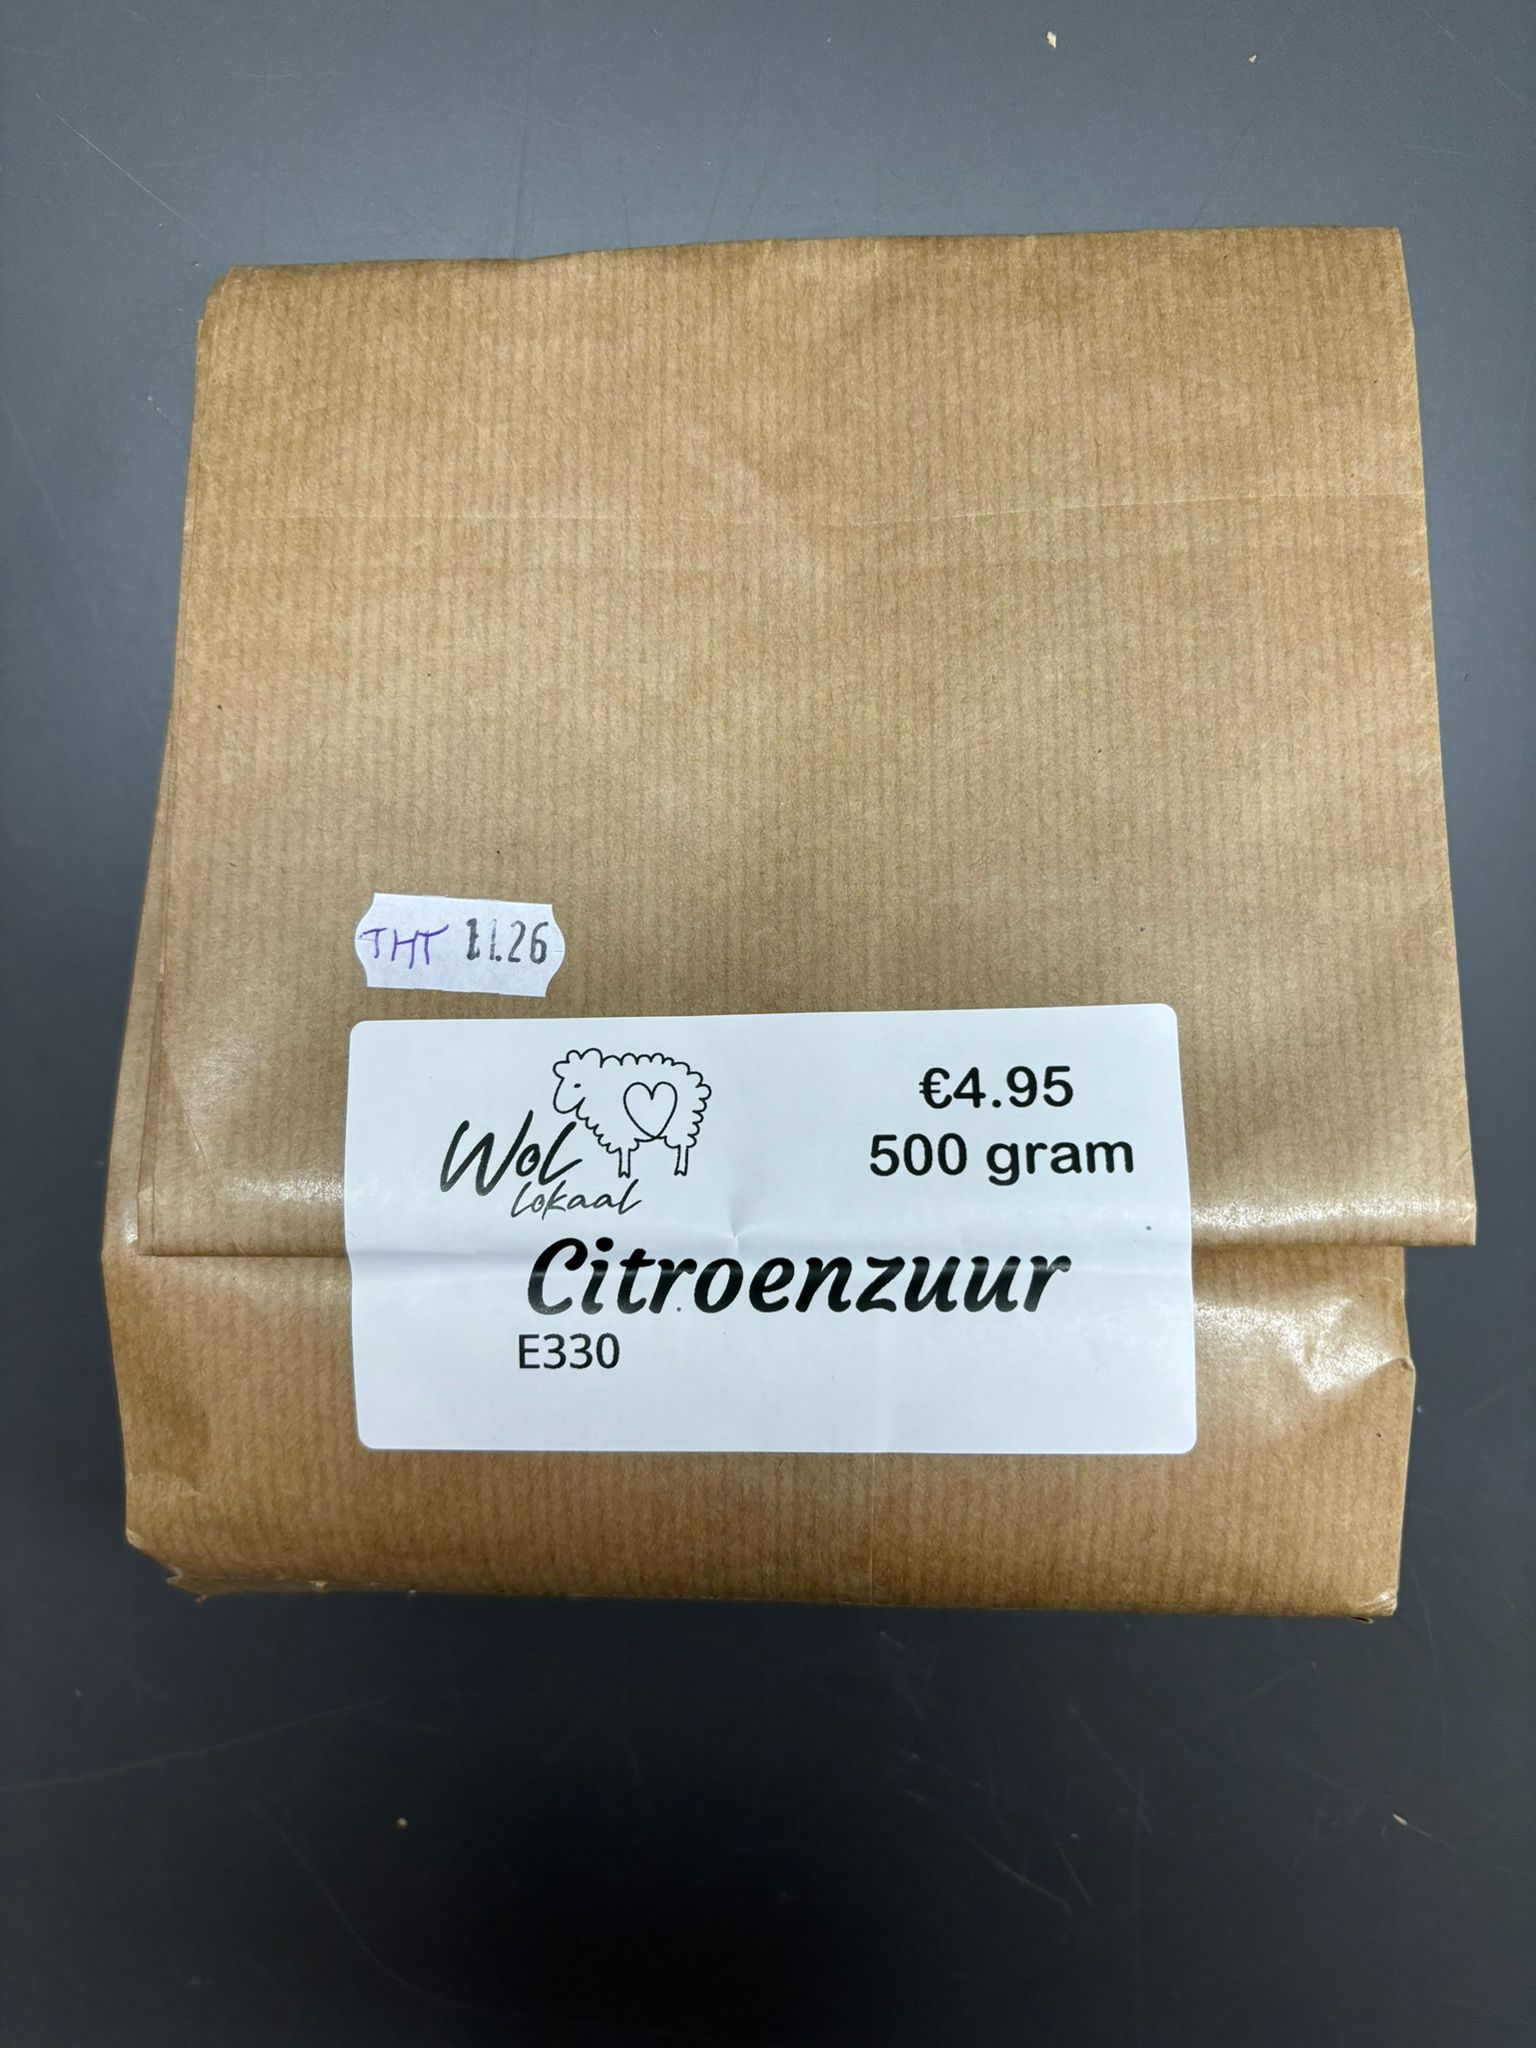 THT 11.26
Wol
Lokaal
€4.95
500 gram
Citroenzuur
E330